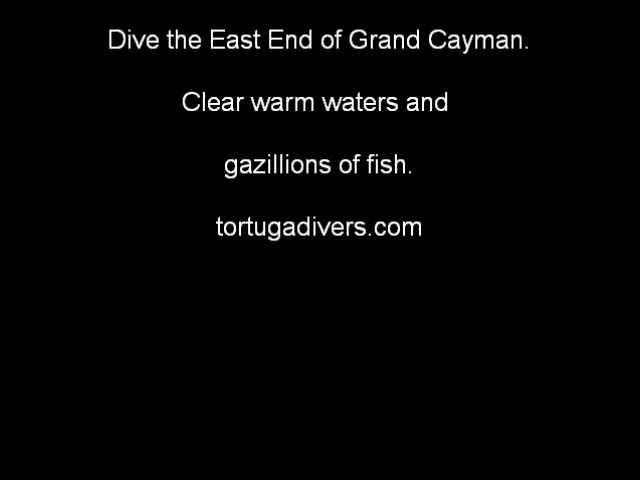 Dive the East End of Grand Cayman.
Clear warm waters and
gazillions of fish.
tortugadivers.com